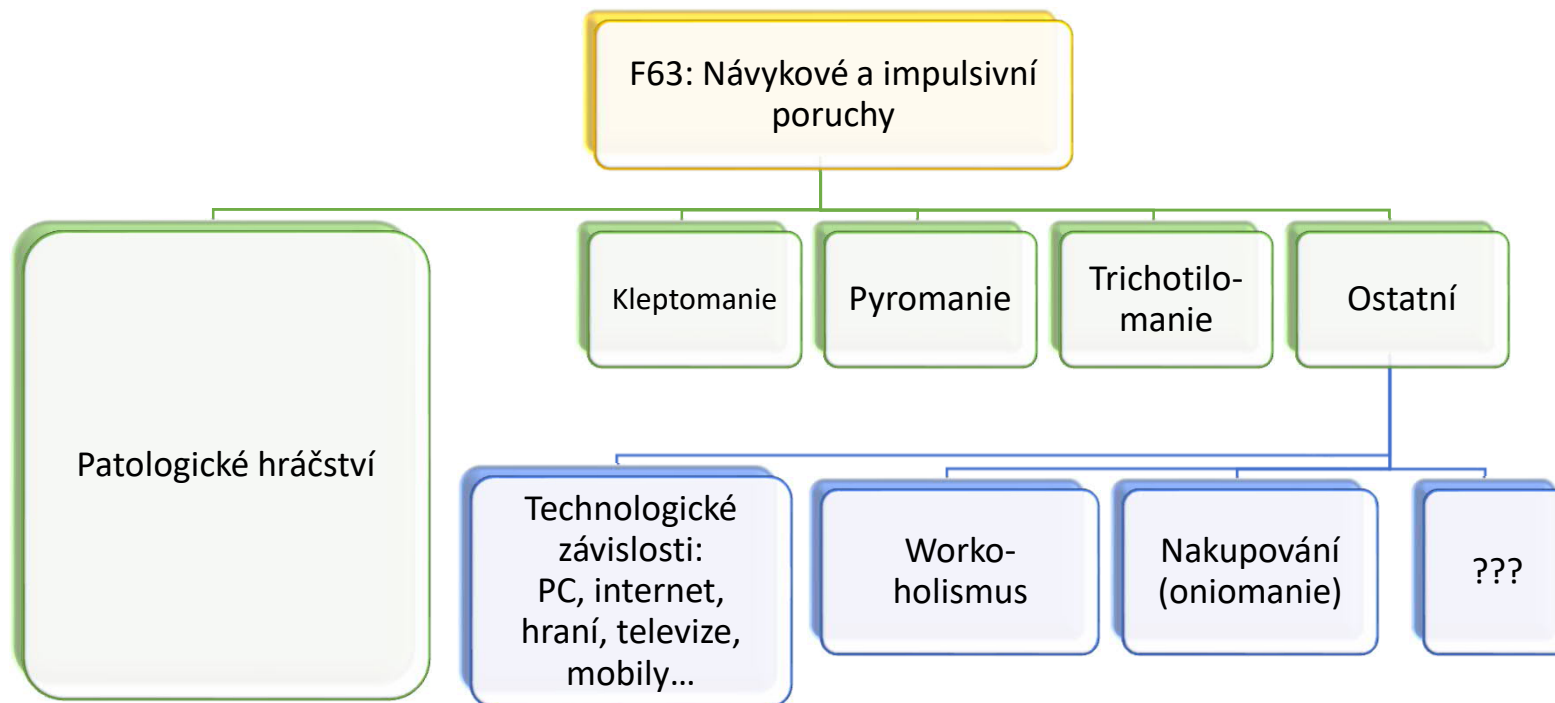 F63: Návykové a impulsivní
poruchy
Patologické hráčství
Kleptomanie
Pyromanie
Trichotilo-
manie
Ostatní
Technologické
závislosti:
PC, internet,
hraní, televize,
mobily…
Worko-
holismus
Nakupování
(oniomanie)
???